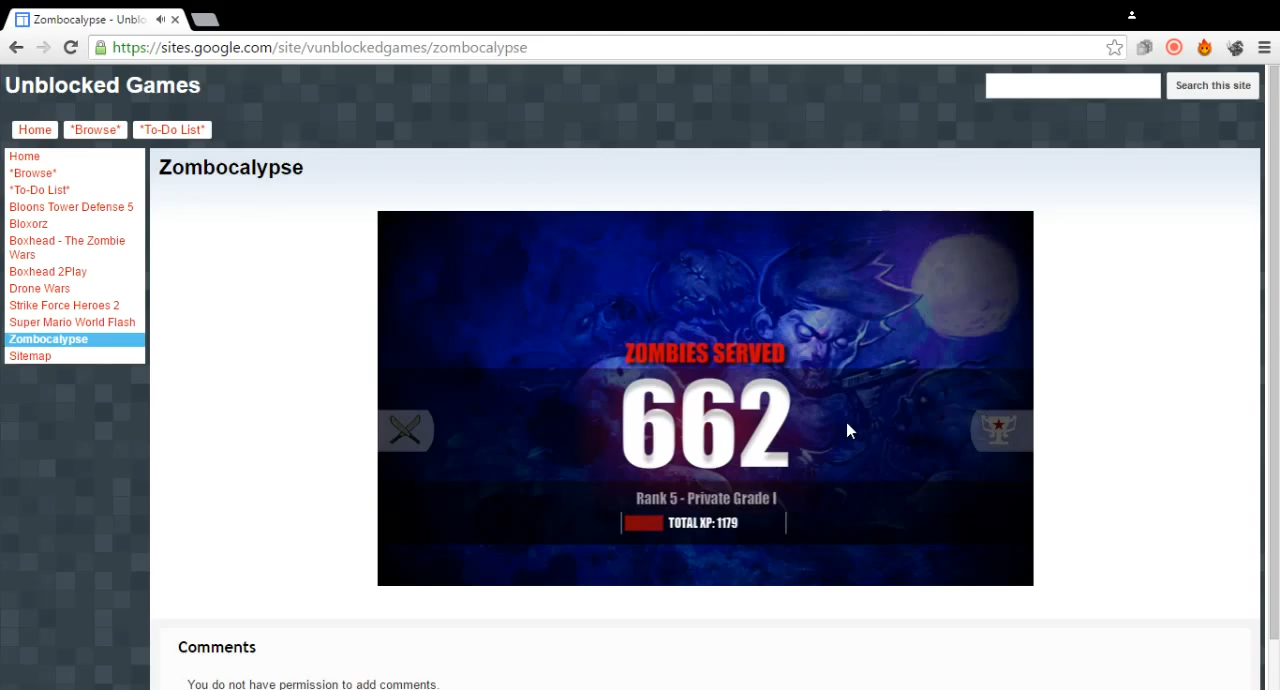 Zombocalypse - Unblo
https://sites.google.com/site/vunblockedgames/zombocalypse
Unblocked Games
Search this site
Home
*Browse*
*To-Do List*
Home
*Browse*
*To-Do List*
Bloons Tower Defense 5
Bloxorz
Boxhead - The Zombie
Wars
Boxhead 2Play
Drone Wars
Strike Force Heroes 2
Super Mario World Flash
Zombocalypse
Sitemap
Zombocalypse
ZOMBIES SERVED
662
Rank 5 - Private Grade I
TOTAL XP: 1179
Comments
You do not have permission to add comments.